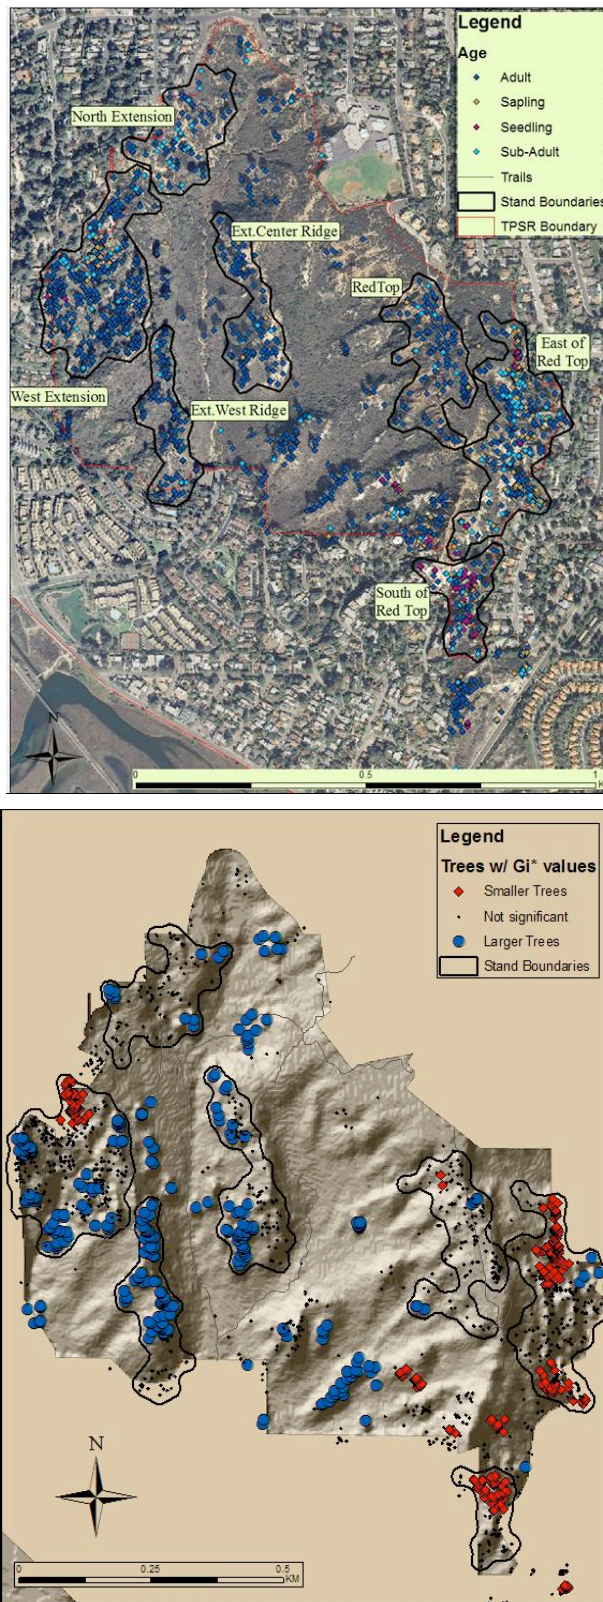 Legend
Age
Adult
Sapling
Seedling
Sub-Adult
Trails
Stand Boundaries
TPSR Boundary
North Extension
Ext.Center Ridge
RedTop
East of
Red Top
West Extension
Ext.West Ridge
South of
Red Top
N
0 0.5 1
Legend
Trees w/ Gi* values
Smaller Trees
Not significant
Larger Trees
Stand Boundaries
N
0 0.25 0.5
KM